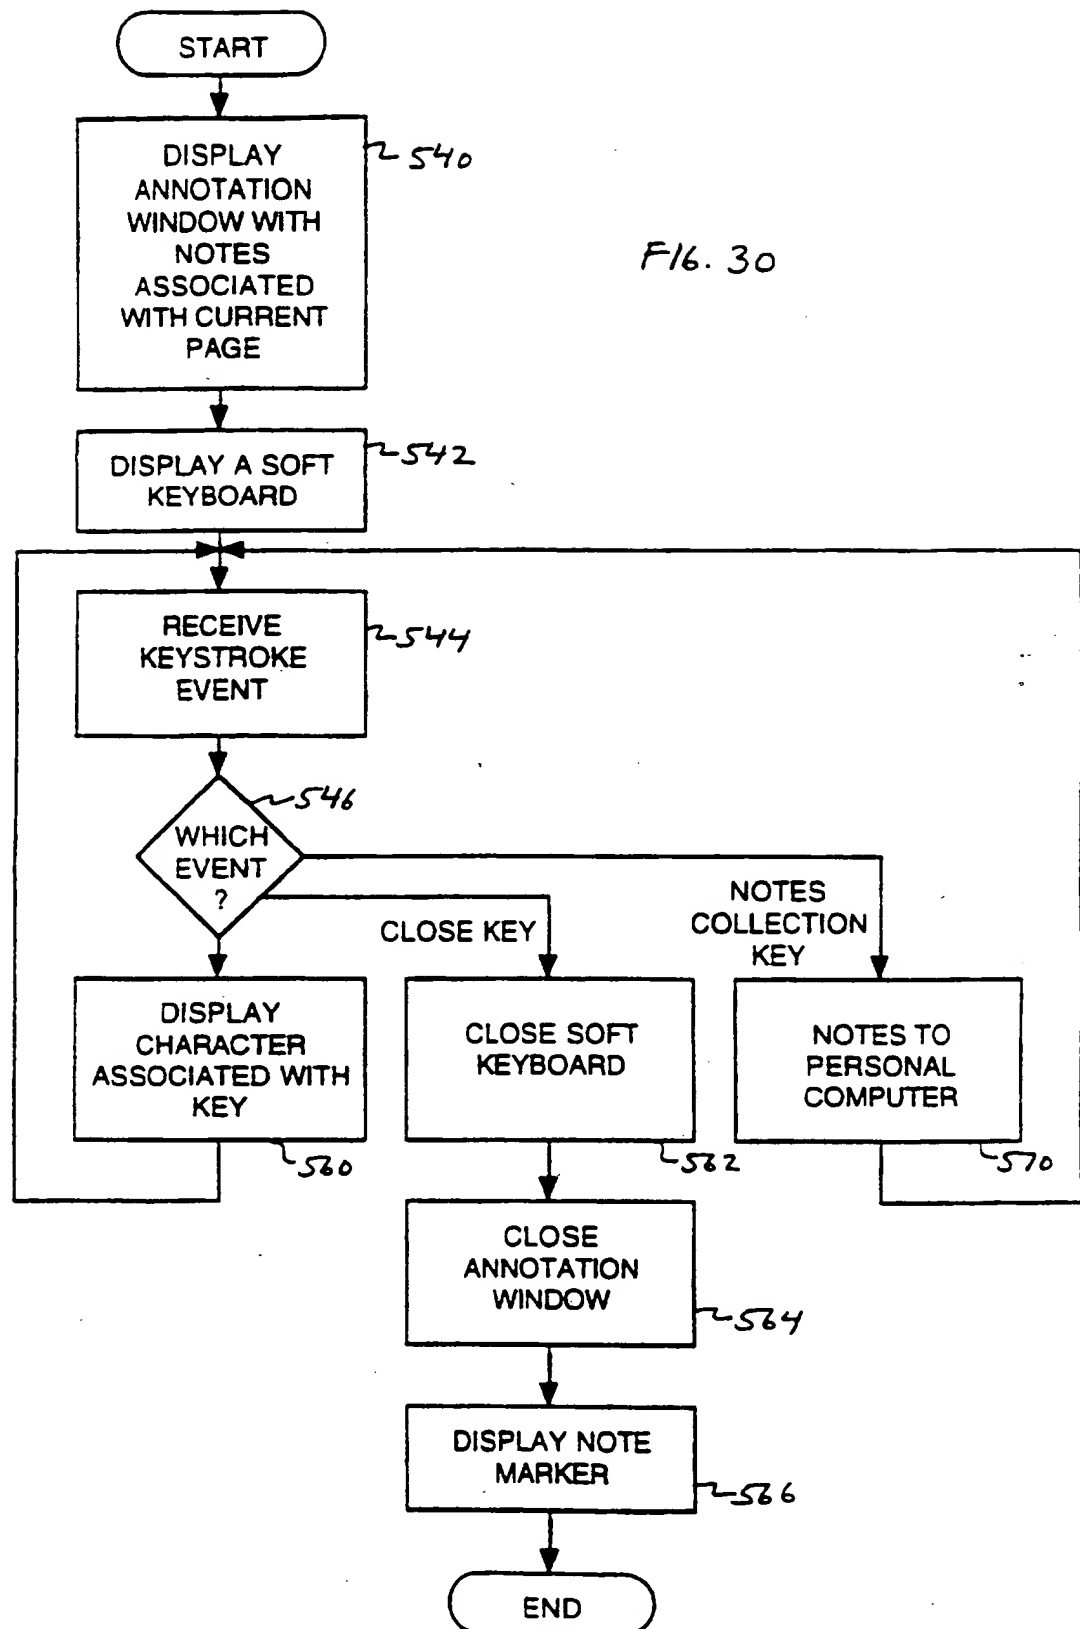 START
DISPLAY
ANNOTATION
WINDOW WITH
NOTES
ASSOCIATED
WITH CURRENT
PAGE
540
FIG. 30
DISPLAY A SOFT
KEYBOARD
542
RECEIVE
KEYSTROKE
EVENT
544
WHICH
EVENT
?
546
CLOSE KEY
NOTES
COLLECTION
KEY
DISPLAY
CHARACTER
ASSOCIATED WITH
KEY
560
CLOSE SOFT
KEYBOARD
562
NOTES TO
PERSONAL
COMPUTER
570
CLOSE
ANNOTATION
WINDOW
564
DISPLAY NOTE
MARKER
566
END